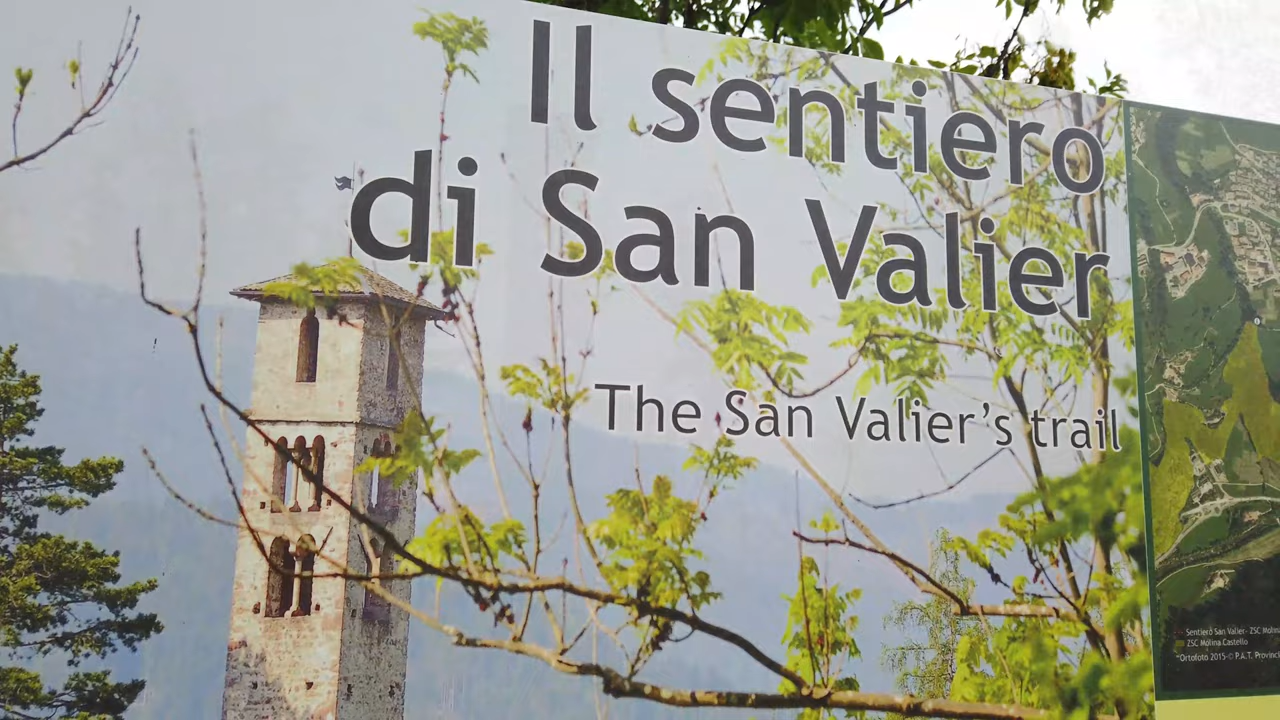 Il sentiero
di San Valier
The San Valier's trail
Sentiero San Valier- ZSC Molina
ZSC Molina Castello
*Ortofoto 2015-© P.A.T. Provinci